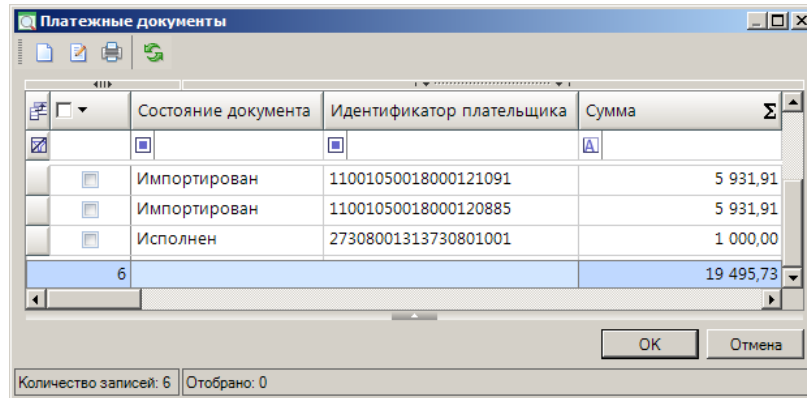 Платежные документы
Состояние документа Идентификатор плательщика Сумма Σ
A
Импортирован 11001050018000121091 5 931,91
Импортирован 11001050018000120885 5 931,91
Исполнен 27308001313730801001 1 000,00
6 19 495,73
OK Отмена
Количество записей: 6 Отобрано: 0